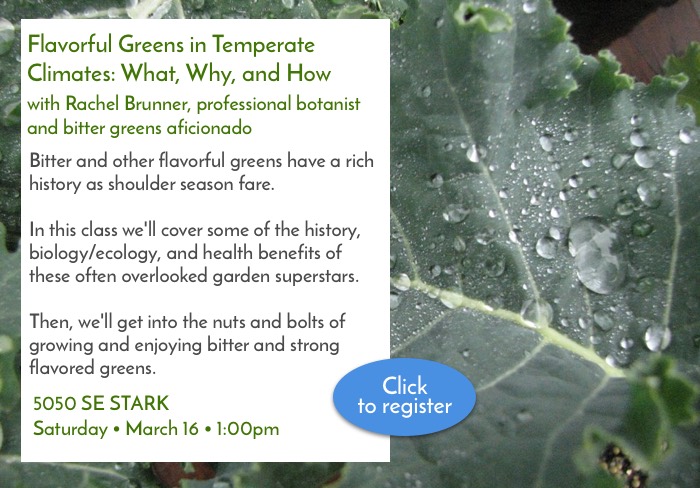 Flavorful Greens in Temperate
Climates: What, Why, and How
with Rachel Brunner, professional botanist
and bitter greens aficionado
Bitter and other flavorful greens have a rich
history as shoulder season fare.
In this class we'll cover some of the history,
biology/ecology, and health benefits of
these often overlooked garden superstars.
Then, we'll get into the nuts and bolts of
growing and enjoying bitter and strong
flavored greens.
5050 SE STARK
Saturday • March 16 • 1:00pm
Click
to register